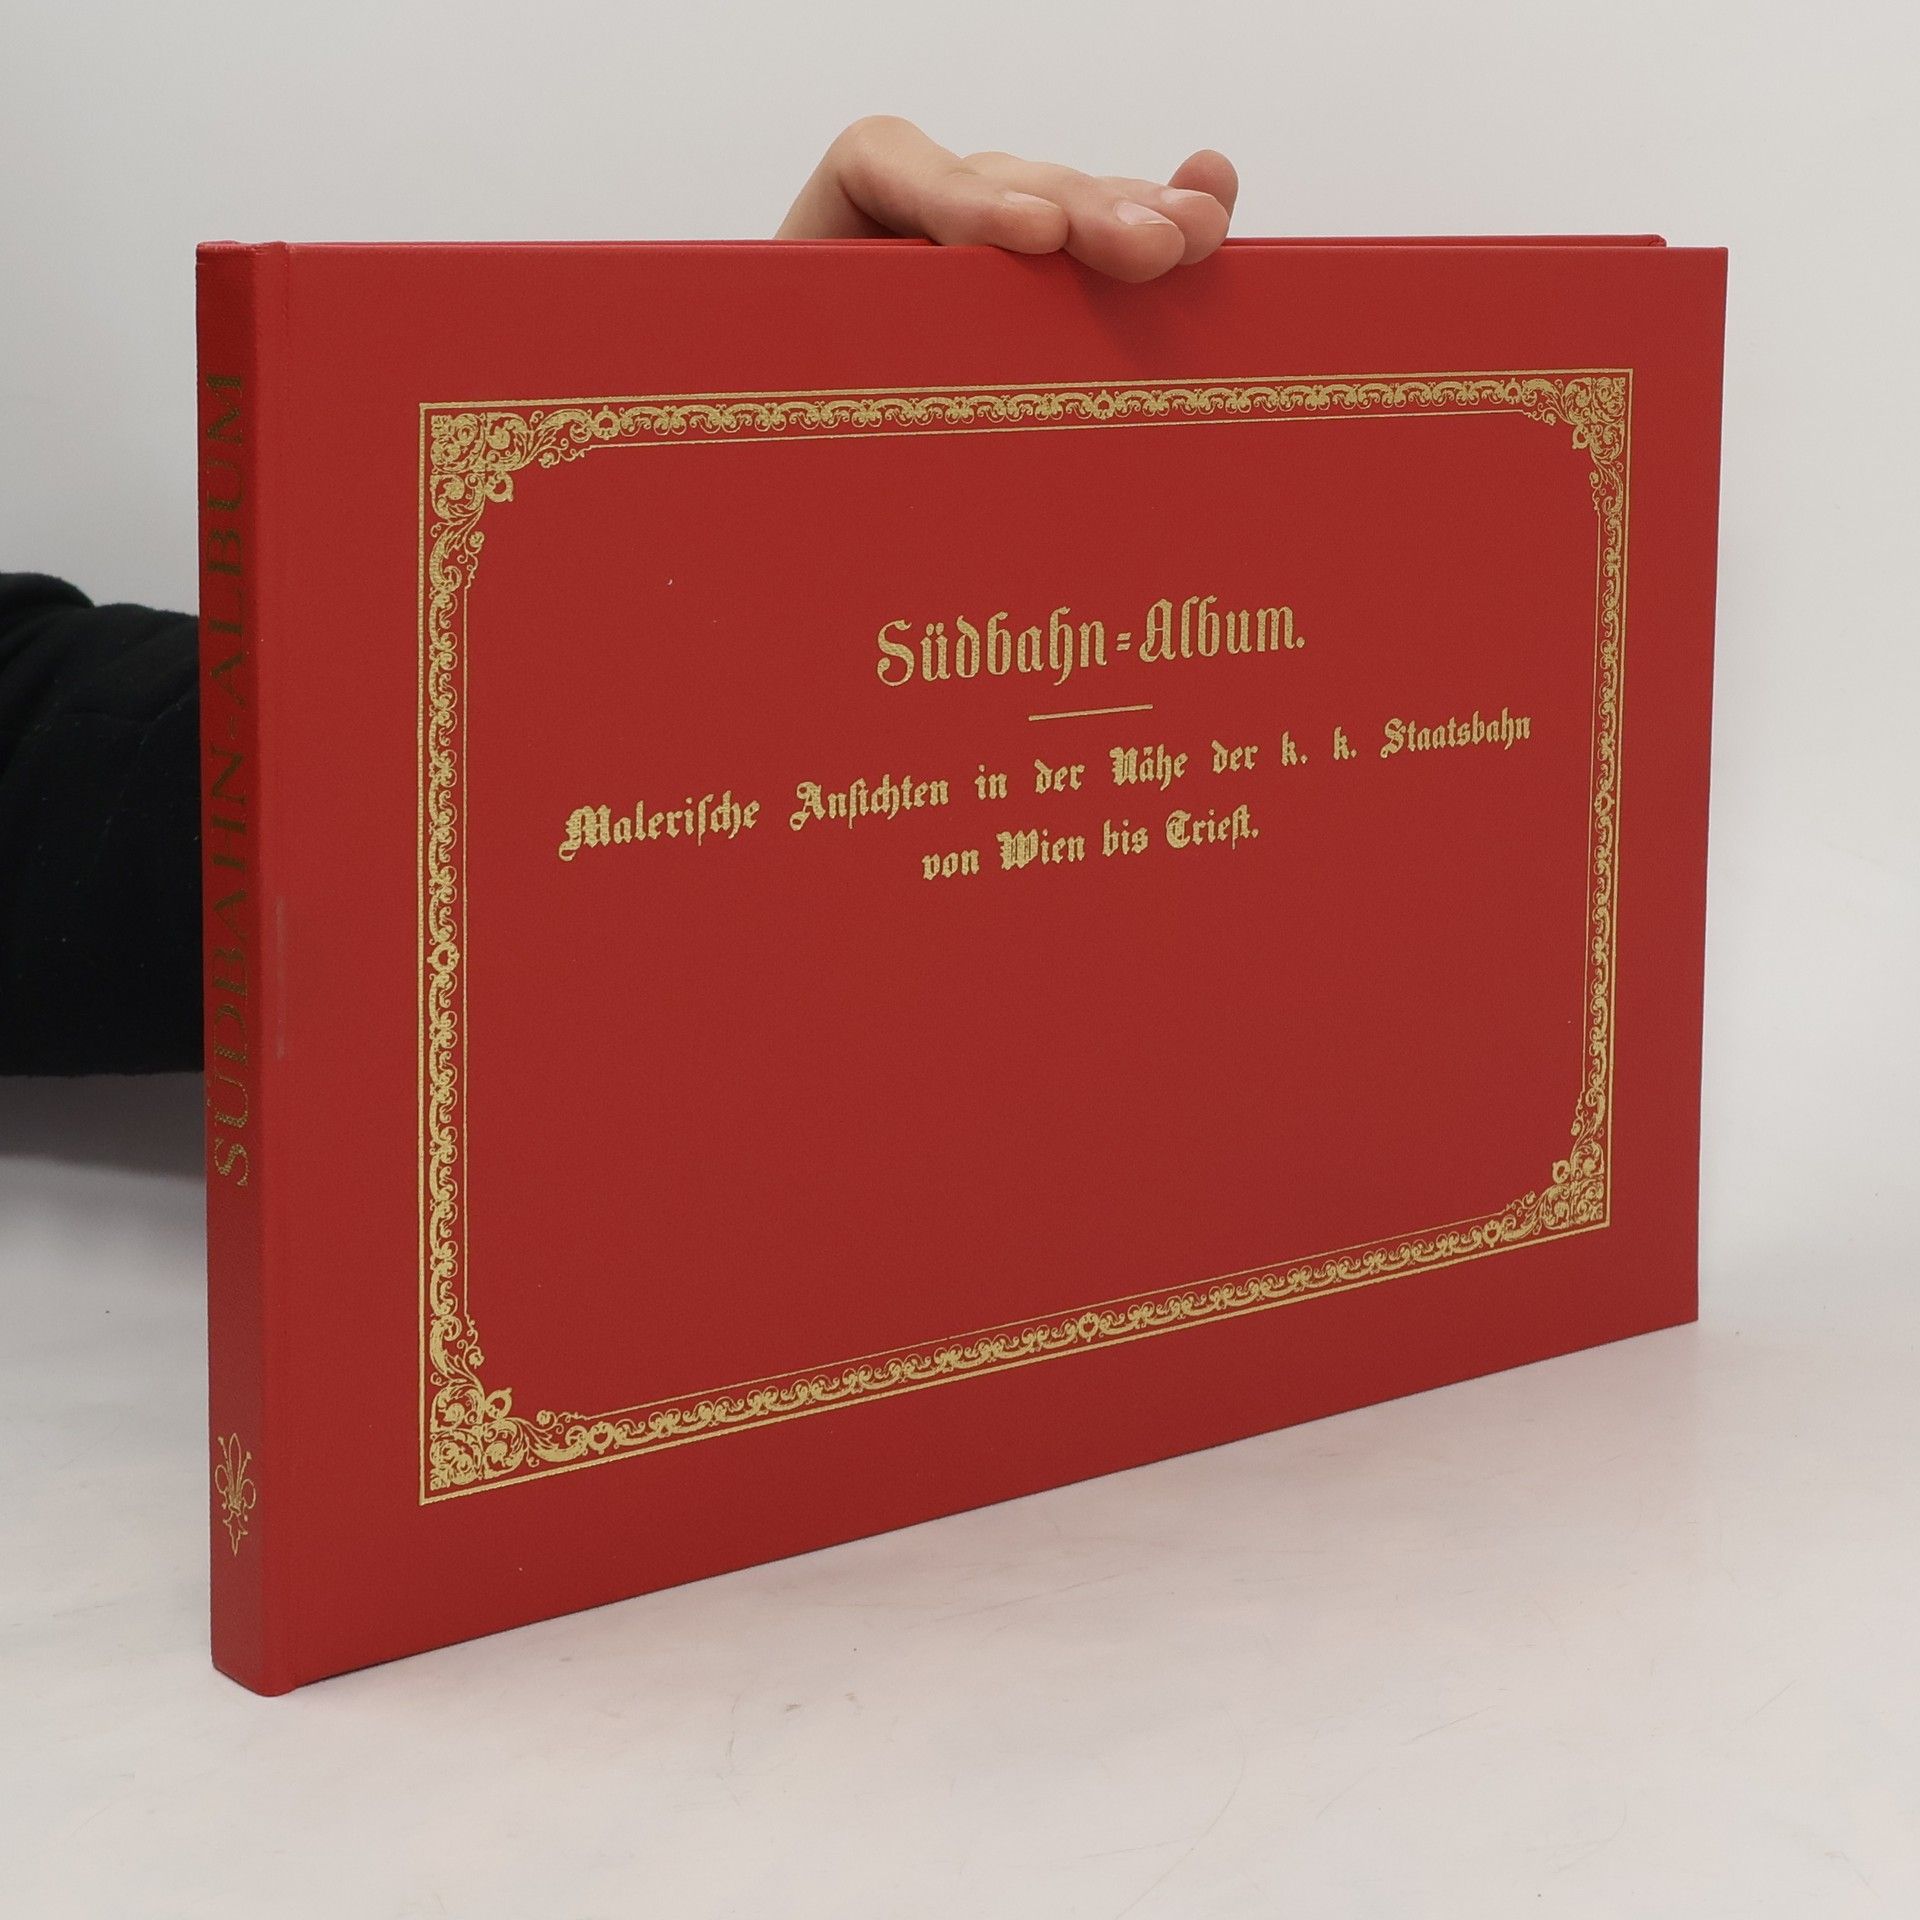 SÜDBAHN-ALBUM
Südbahn=Album.
Maleriſche Anſichten in der Nähe der k. k. Staatsbahn
von Wien bis Trieſt.